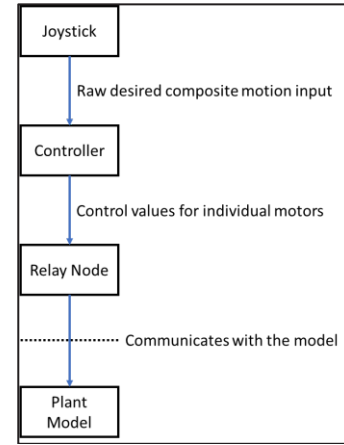 Joystick
Raw desired composite motion input
Controller
Control values for individual motors
Relay Node
Communicates with the model
Plant
Model